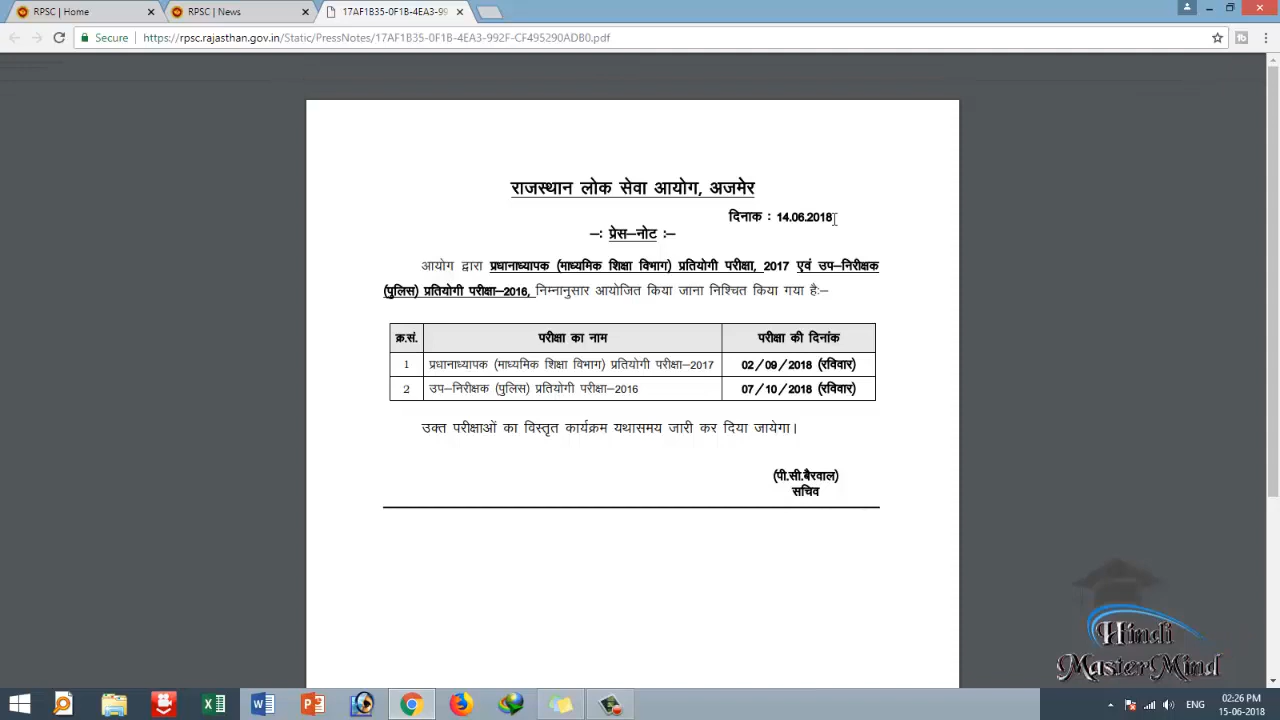 RPSC | Home
RPSC | News
17AF1B35-0F1B-4EA3-99
Secure
https://rpsc.rajasthan.gov.in/Static/PressNotes/17AF1B35-0F1B-4EA3-992F-CF495290ADB0.pdf
राजस्थान लोक सेवा आयोग, अजमेर
दिनाक : 14.06.2018
–: प्रेस–नोट :–
आयोग द्वारा प्रधानाध्यापक (माध्यमिक शिक्षा विभाग) प्रतियोगी परीक्षा, 2017 एवं उप–निरीक्षक
(पुलिस) प्रतियोगी परीक्षा–2016, निम्नानुसार आयोजित किया जाना निश्चित किया गया हैः–
क्र.सं. परीक्षा का नाम परीक्षा की दिनांक
1 प्रधानाध्यापक (माध्यमिक शिक्षा विभाग) प्रतियोगी परीक्षा–2017 02/09/2018 (रविवार)
2 उप–निरीक्षक (पुलिस) प्रतियोगी परीक्षा–2016 07/10/2018 (रविवार)
उक्त परीक्षाओं का विस्तृत कार्यक्रम यथासमय जारी कर दिया जायेगा।
(पी.सी.बैरवाल)
सचिव
Hindi
MasterMind
ENG
02:26 PM
15-06-2018